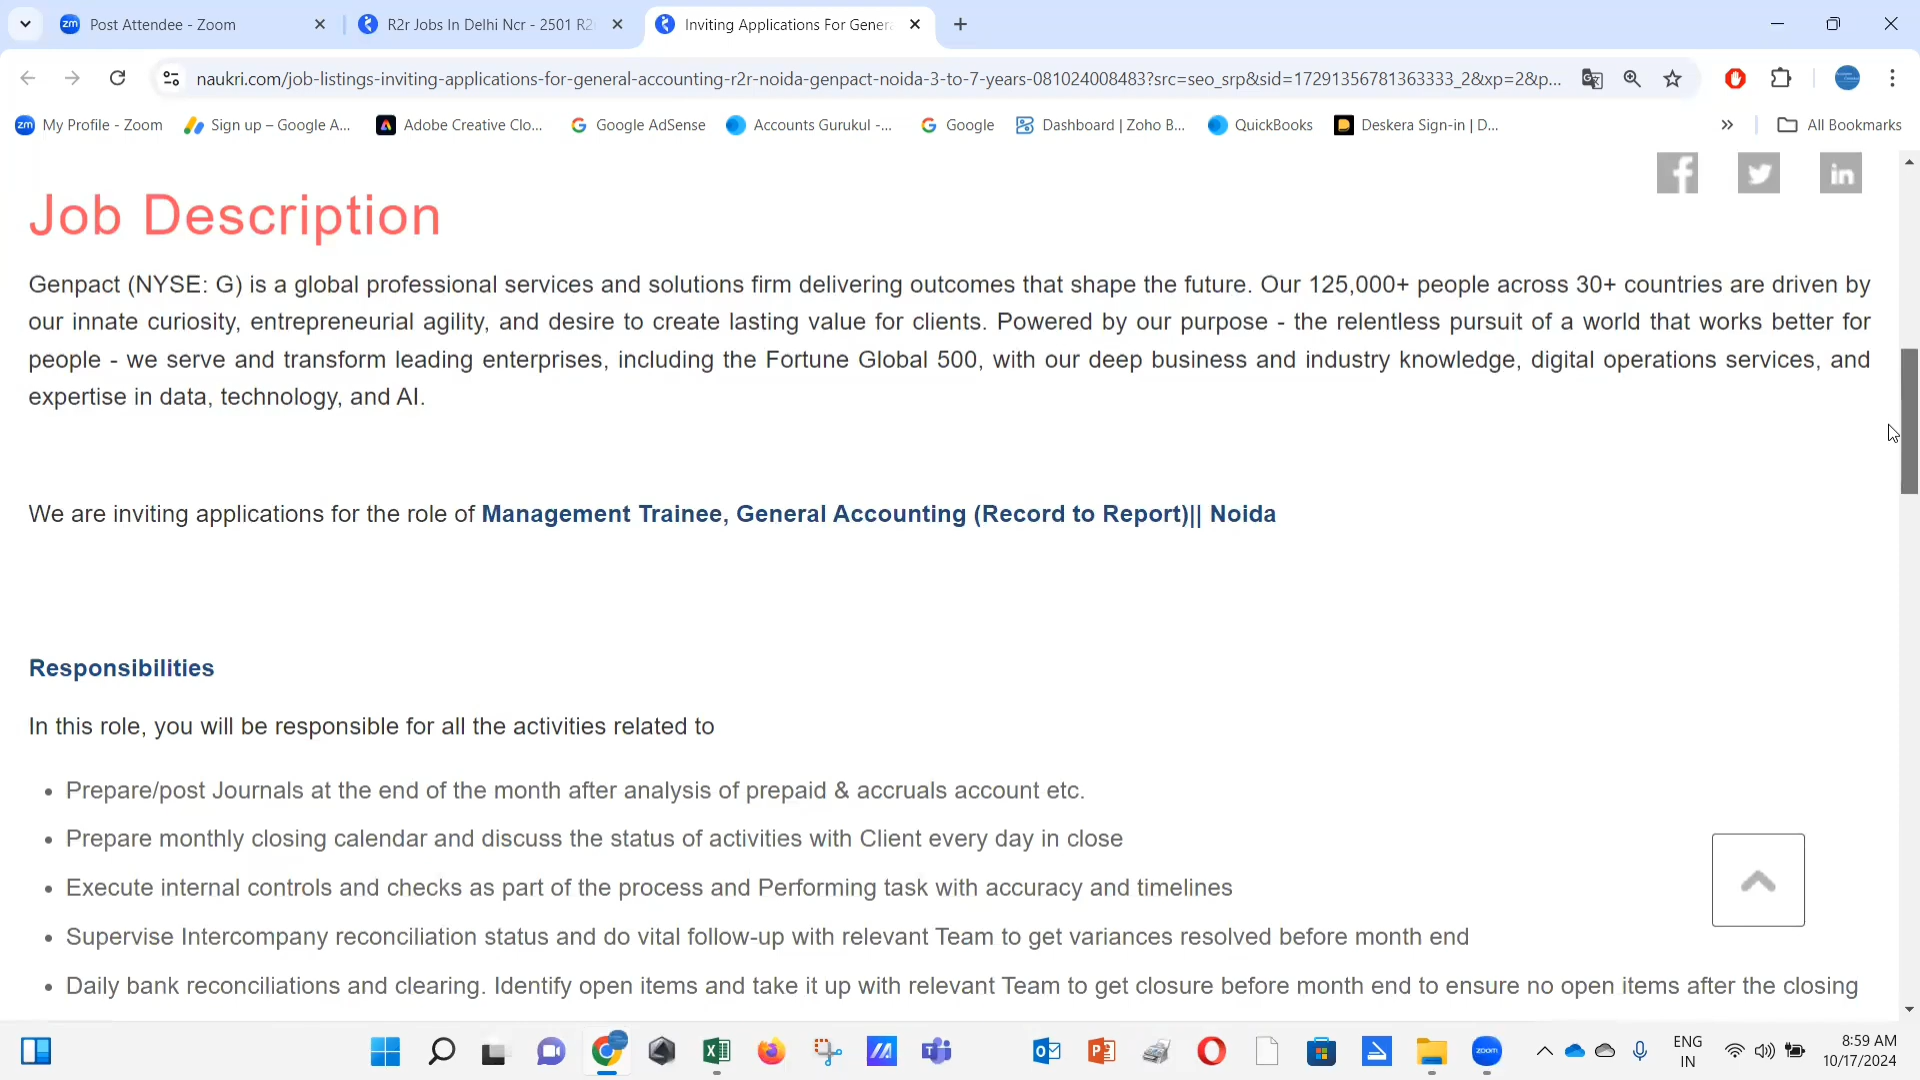 Post Attendee - Zoom
R2r Jobs In Delhi Ncr - 2501 R2
Inviting Applications For Gener
naukri.com/job-listings-inviting-applications-for-general-accounting-r2r-noida-genpact-noida-3-to-7-years-081024008483?src=seo_srp&sid=17291356781363333_2&xp=2&p...
My Profile - Zoom
Sign up – Google A...
Adobe Creative Clo...
Google AdSense
Accounts Gurukul -...
Google
Dashboard | Zoho B...
QuickBooks
Deskera Sign-in | D...
All Bookmarks
Job Description
Genpact (NYSE: G) is a global professional services and solutions firm delivering outcomes that shape the future. Our 125,000+ people across 30+ countries are driven by
our innate curiosity, entrepreneurial agility, and desire to create lasting value for clients. Powered by our purpose - the relentless pursuit of a world that works better for
people - we serve and transform leading enterprises, including the Fortune Global 500, with our deep business and industry knowledge, digital operations services, and
expertise in data, technology, and AI.
We are inviting applications for the role of Management Trainee, General Accounting (Record to Report)|| Noida
Responsibilities
In this role, you will be responsible for all the activities related to
• Prepare/post Journals at the end of the month after analysis of prepaid & accruals account etc.
• Prepare monthly closing calendar and discuss the status of activities with Client every day in close
• Execute internal controls and checks as part of the process and Performing task with accuracy and timelines
• Supervise Intercompany reconciliation status and do vital follow-up with relevant Team to get variances resolved before month end
• Daily bank reconciliations and clearing. Identify open items and take it up with relevant Team to get closure before month end to ensure no open items after the closing
ENG
IN
8:59 AM
10/17/2024